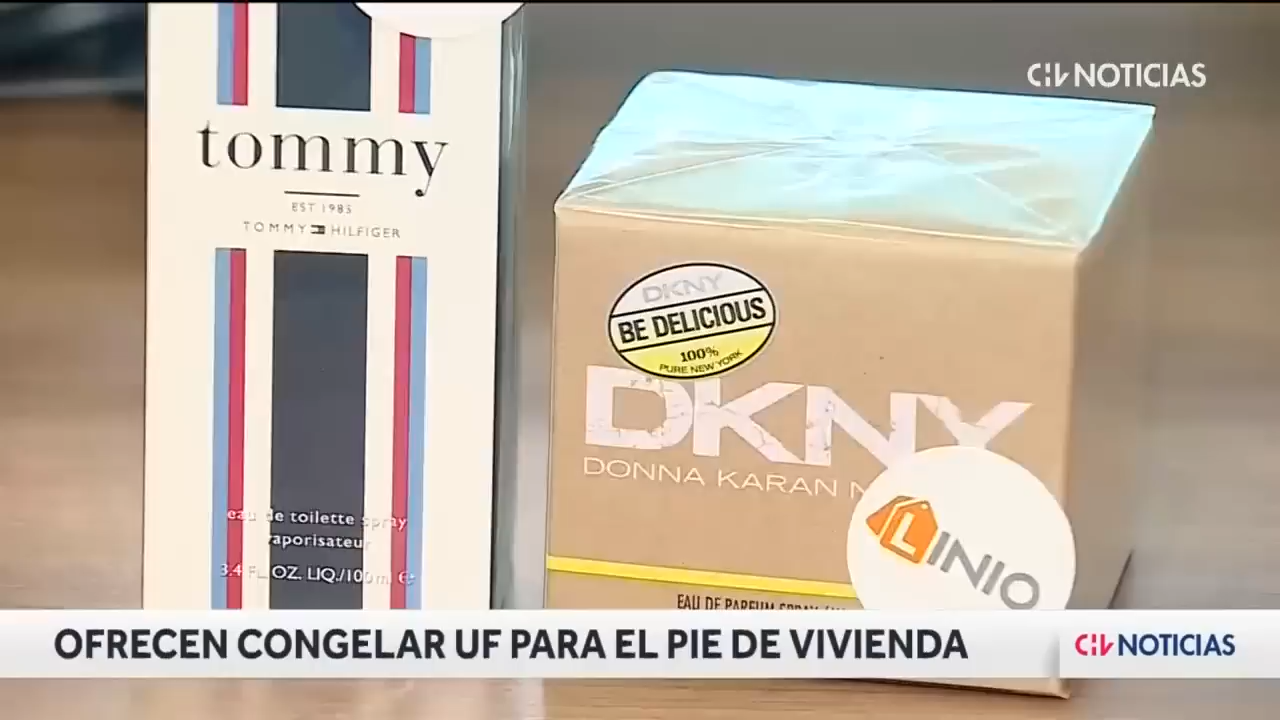 CHV NOTICIAS
tommy
EST 1985
TOMMY HILFIGER
eau de toilette spray
vaporisateur
3.4 FL. OZ. LIQ./100 ml. e
DKNY
BE DELICIOUS
100%
PURE NEW YORK
DKNY
DONNA KARAN N
LINIO
EAU DE PARFUM SPRAY
OFRECEN CONGELAR UF PARA EL PIE DE VIVIENDA
CHV NOTICIAS